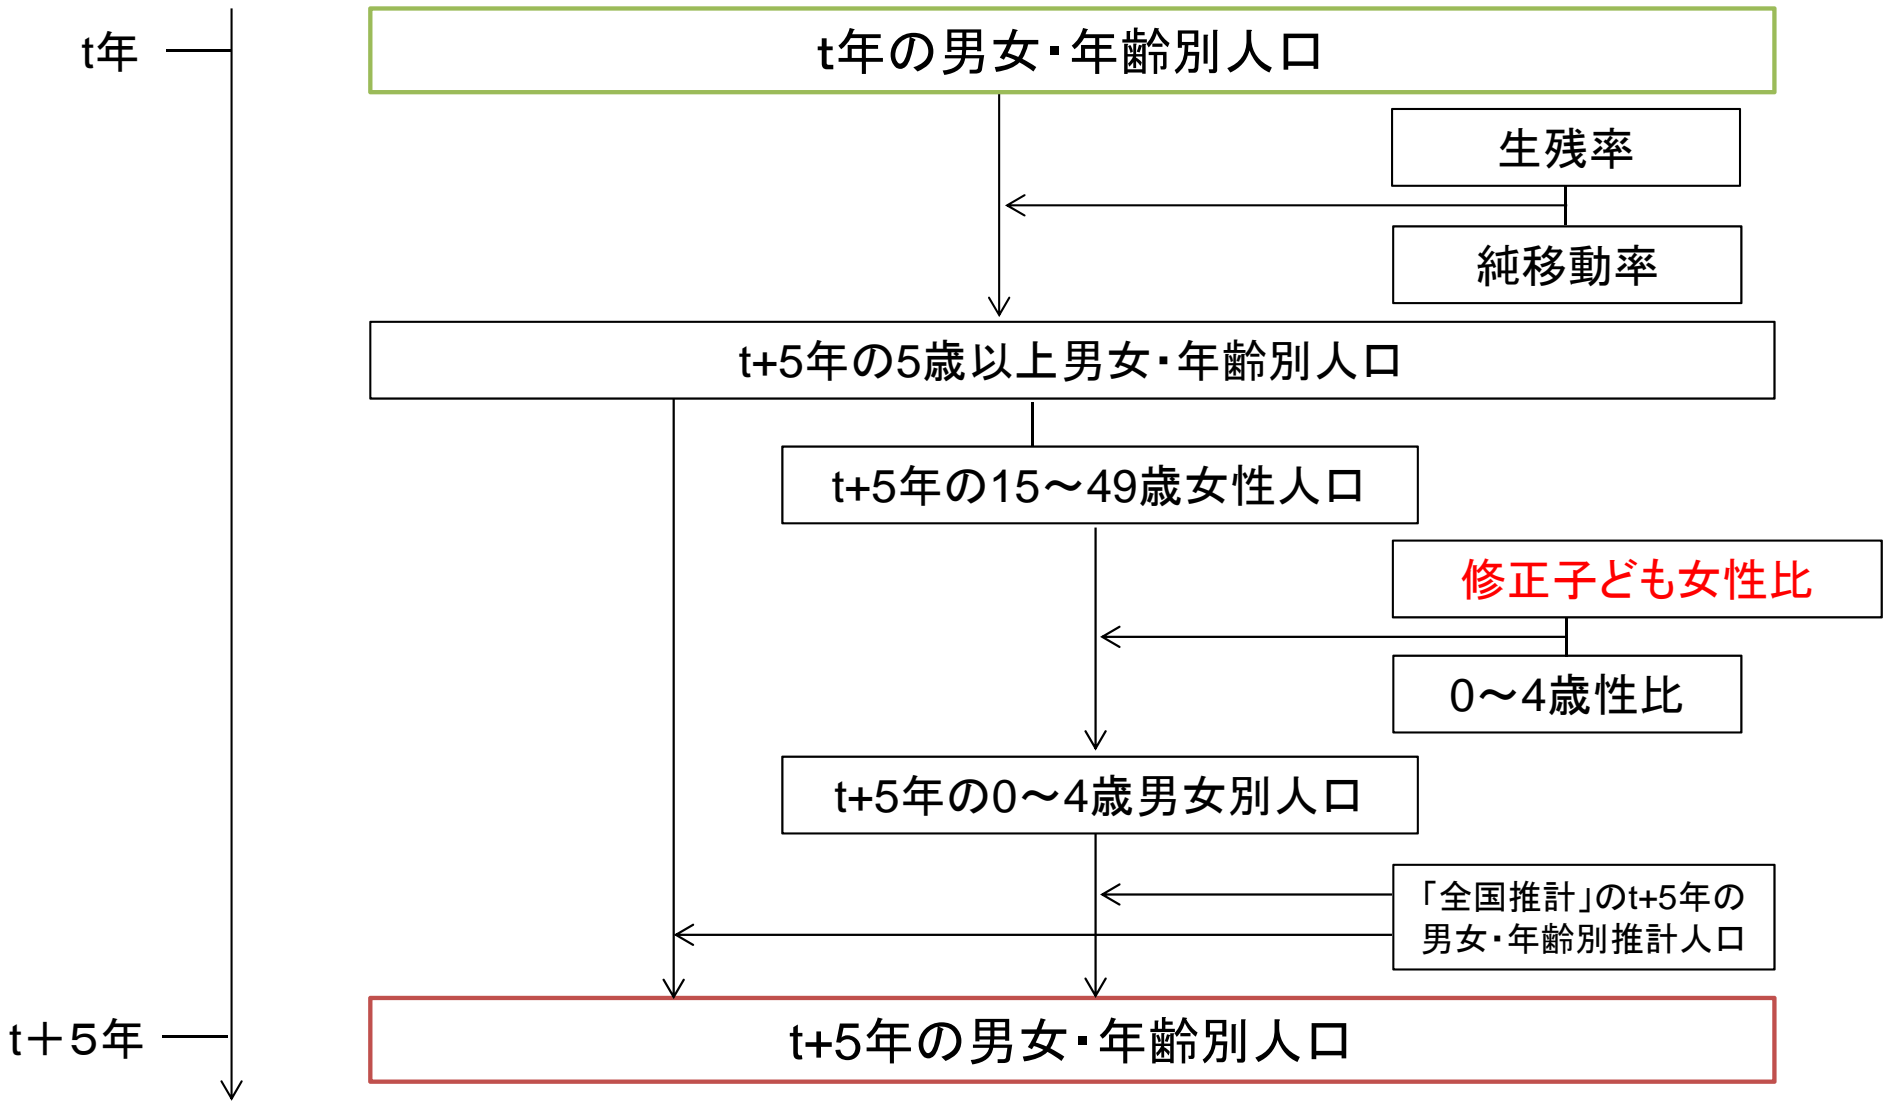 t年
t年の男女・年齢別人口
生残率
純移動率
t+5年の5歳以上男女・年齢別人口
t+5年の15～49歳女性人口
修正子ども女性比
0～4歳性比
t+5年の0～4歳男女別人口
「全国推計」のt+5年の
男女・年齢別推計人口
t＋5年
t+5年の男女・年齢別人口